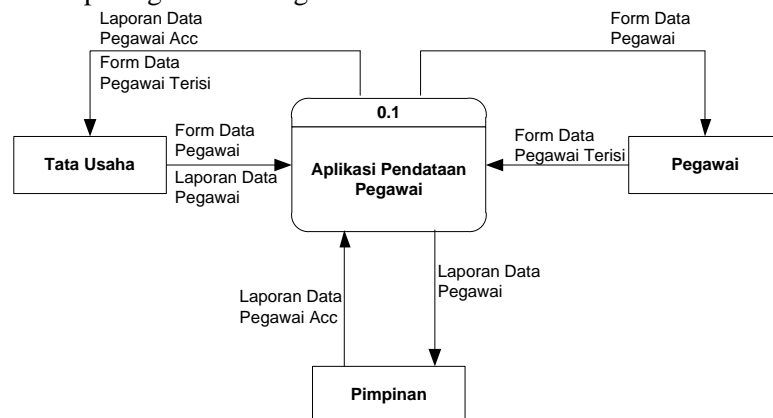 Laporan Data
Pegawai Acc
Form Data
Pegawai Terisi
Form Data
Pegawai
0.1
Aplikasi Pendataan
Pegawai
Tata Usaha
Form Data
Pegawai
Laporan Data
Pegawai
Form Data
Pegawai Terisi
Pegawai
Laporan Data
Pegawai Acc
Laporan Data
Pegawai
Pimpinan